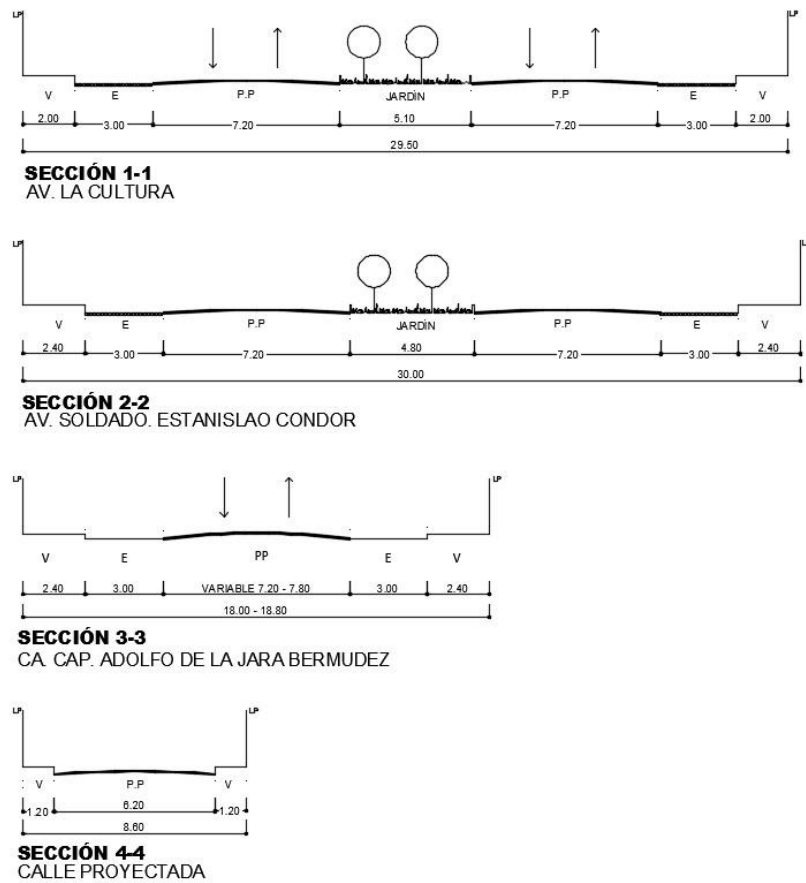 LP LP
V E P.P JARDÌN P.P E V
2.00 3.00 7.20 5.10 7.20 3.00 2.00
29.50
SECCIÓN 1-1
AV. LA CULTURA
LP L
V E P.P JARDÌN P.P E V
2.40 3.00 7.20 4.80 7.20 3.00 2.40
30.00
SECCIÓN 2-2
AV. SOLDADO. ESTANISLAO CONDOR
LP LP
V E PP E V
2.40 3.00 VARIABLE 7.20 - 7.80 3.00 2.40
18.00 - 18.80
SECCIÓN 3-3
CA. CAP. ADOLFO DE LA JARA BERMUDEZ
LP LP
V P.P V
1.20 6.20 1.20
8.60
SECCIÓN 4-4
CALLE PROYECTADA